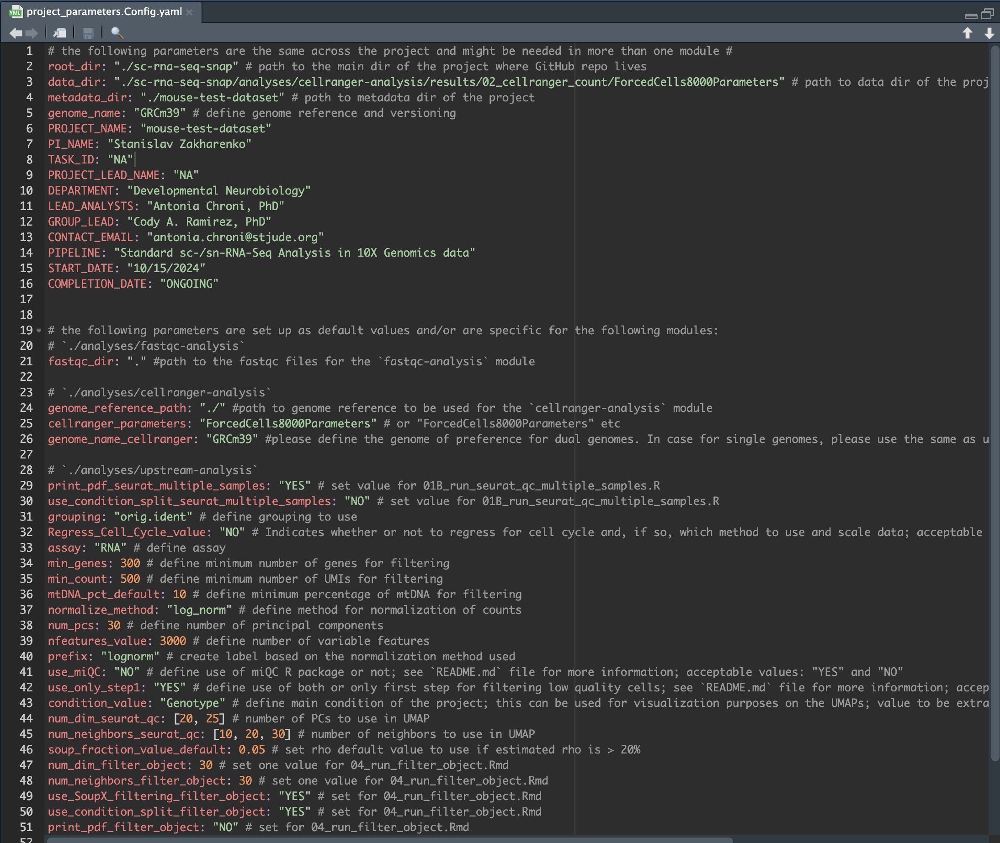 YML project_parameters.Config.yaml ×
1 # the following parameters are the same across the project and might be needed in more than one module #
2 root_dir: "./sc-rna-seq-snap" # path to the main dir of the project where GitHub repo lives
3 data_dir: "./sc-rna-seq-snap/analyses/cellranger-analysis/results/02_cellranger_count/ForcedCells8000Parameters" # path to data dir of the proj
4 metadata_dir: "./mouse-test-dataset" # path to metadata dir of the project
5 genome_name: "GRCm39" # define genome reference and versioning
6 PROJECT_NAME: "mouse-test-dataset"
7 PI_NAME: "Stanislav Zakharenko"
8 TASK_ID: "NA"
9 PROJECT_LEAD_NAME: "NA"
10 DEPARTMENT: "Developmental Neurobiology"
11 LEAD_ANALYSTS: "Antonia Chroni, PhD"
12 GROUP_LEAD: "Cody A. Ramirez, PhD"
13 CONTACT_EMAIL: "antonia.chroni@stjude.org"
14 PIPELINE: "Standard sc-/sn-RNA-Seq Analysis in 10X Genomics data"
15 START_DATE: "10/15/2024"
16 COMPLETION_DATE: "ONGOING"
17
18
19 # the following parameters are set up as default values and/or are specific for the following modules:
20 # `./analyses/fastqc-analysis`
21 fastqc_dir: "." #path to the fastqc files for the `fastqc-analysis` module
22
23 # `./analyses/cellranger-analysis`
24 genome_reference_path: "./" #path to genome reference to be used for the `cellranger-analysis` module
25 cellranger_parameters: "ForcedCells8000Parameters" # or "ForcedCells8000Parameters" etc
26 genome_name_cellranger: "GRCm39" #please define the genome of preference for dual genomes. In case for single genomes, please use the same as u
27
28 # `./analyses/upstream-analysis`
29 print_pdf_seurat_multiple_samples: "YES" # set value for 01B_run_seurat_qc_multiple_samples.R
30 use_condition_split_seurat_multiple_samples: "NO" # set value for 01B_run_seurat_qc_multiple_samples.R
31 grouping: "orig.ident" # define grouping to use
32 Regress_Cell_Cycle_value: "NO" # Indicates whether or not to regress for cell cycle and, if so, which method to use and scale data; acceptable
33 assay: "RNA" # define assay
34 min_genes: 300 # define minimum number of genes for filtering
35 min_count: 500 # define minimum number of UMIs for filtering
36 mtDNA_pct_default: 10 # define minimum percentage of mtDNA for filtering
37 normalize_method: "log_norm" # define method for normalization of counts
38 num_pcs: 30 # define number of principal components
39 nfeatures_value: 3000 # define number of variable features
40 prefix: "lognorm" # create label based on the normalization method used
41 use_miQC: "NO" # define use of miQC R package or not; see `README.md` file for more information; acceptable values: "YES" and "NO"
42 use_only_step1: "YES" # define use of both or only first step for filtering low quality cells; see `README.md` file for more information; accep
43 condition_value: "Genotype" # define main condition of the project; this can be used for visualization purposes on the UMAPs; value to be extra
44 num_dim_seurat_qc: [20, 25] # number of PCs to use in UMAP
45 num_neighbors_seurat_qc: [10, 20, 30] # number of neighbors to use in UMAP
46 soup_fraction_value_default: 0.05 # set rho default value to use if estimated rho is > 20%
47 num_dim_filter_object: 30 # set one value for 04_run_filter_object.Rmd
48 num_neighbors_filter_object: 30 # set one value for 04_run_filter_object.Rmd
49 use_SoupX_filtering_filter_object: "YES" # set for 04_run_filter_object.Rmd
50 use_condition_split_filter_object: "YES" # set for 04_run_filter_object.Rmd
51 print_pdf_filter_object: "NO" # set for 04_run_filter_object.Rmd
52